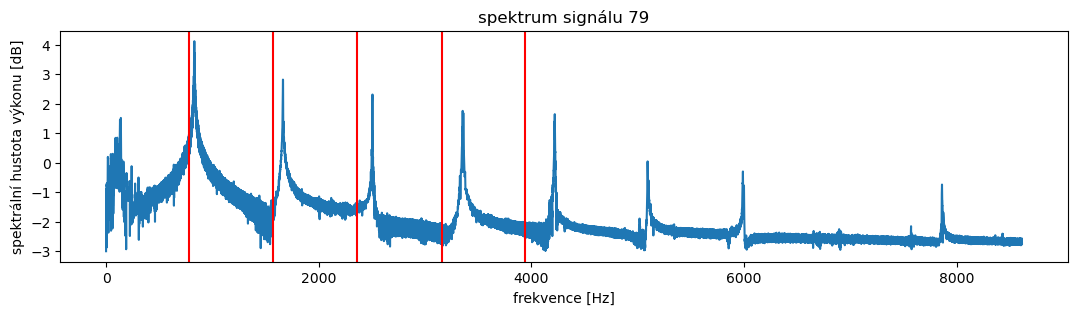 spektrum signálu 79
spektrální hustota výkonu [dB]
4
3
2
1
0
−1
−2
−3
0 2000 4000 6000 8000
frekvence [Hz]